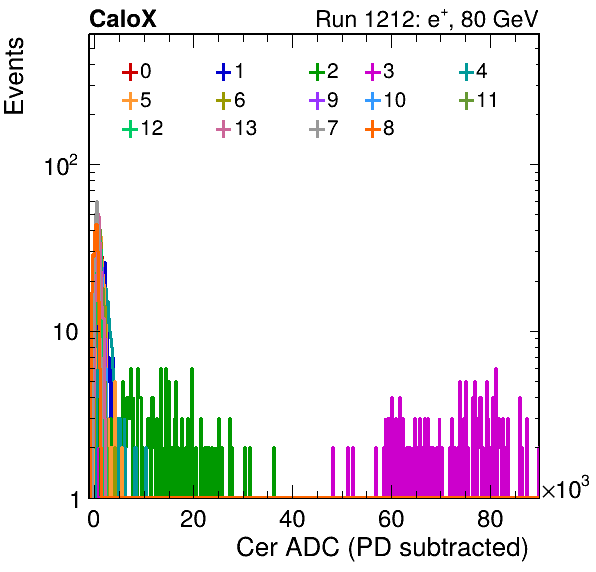 CaloX Run 1212: e⁺, 80 GeV
Events
0 1 2 3 4
5 6 9 10 11
12 13 7 8
10²
10
1
0 20 40 60 80 ×10³
Cer ADC (PD subtracted)